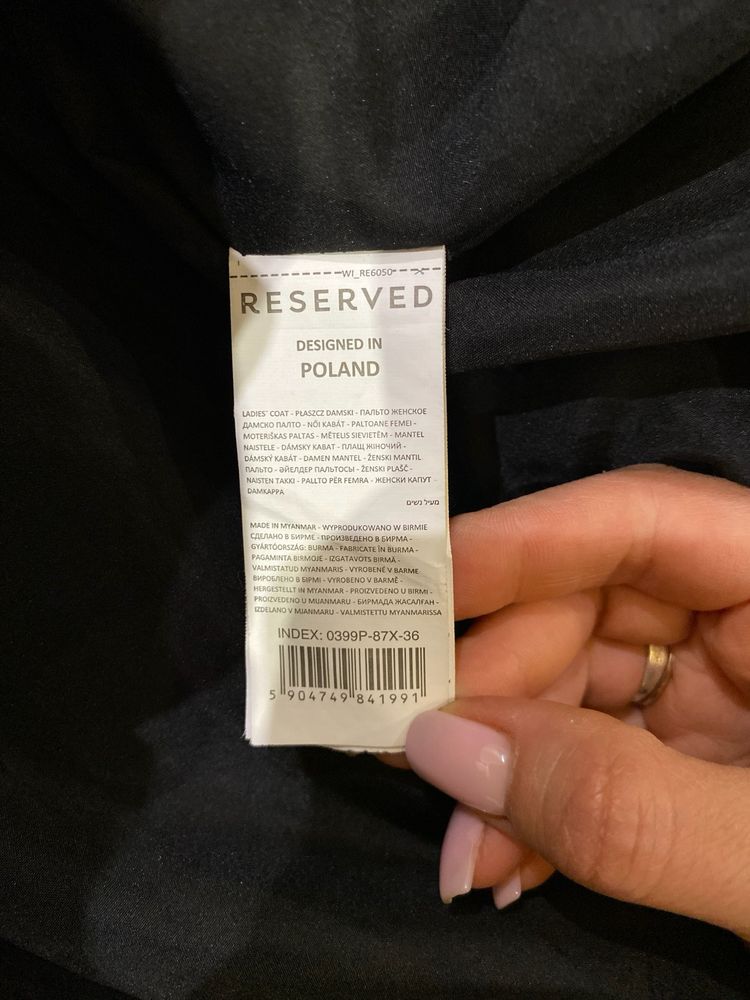 WI_RE6050
RESERVED
DESIGNED IN
POLAND
LADIES` COAT - PŁASZCZ DAMSKI - ПАЛЬТО ЖЕНСКОЕ
ДАМСКО ПАЛТО - NŐI KABÁT - PALTOANE FEMEI -
MOTERIŠKAS PALTAS - MĒTELIS SIEVIETĒM - MANTEL
NAISTELE - DÁMSKY KABAT - ПЛАЩ ЖІНОЧИЙ -
DÁMSKÝ KABÁT - DAMEN MANTEL - ŽENSKI MANTIL
ПАЛЬТО - ӘЙЕЛДЕР ПАЛЬТОСЫ - ŽENSKI PLAŠČ -
NAISTEN TAKKI - PALLTO PËR FEMRA - ЖЕНСКИ КАПУТ -
DAMKAPPA
מעיל נשים
MADE IN MYANMAR - WYPRODUKOWANO W BIRMIE
СДЕЛАНО В БИРМЕ - ПРОИЗВЕДЕНО В БИРМА -
GYÁRTÓORSZÁG: BURMA - FABRICATE ÎN BURMA -
PAGAMINTA BIRMOJE - IZGATAVOTS BIRMĀ -
VALMISTATUD MYANMARIS - VYROBENÉ V BARME
ВИРОБЛЕНО В БІРМІ - VYROBENO V BARMĚ -
HERGESTELLT IN MYANMAR - PROIZVEDENO U BIRMI -
PROIZVEDENO U MIJANMARU - БИРМАДА ЖАСАЛҒАН -
IZDELANO V MJANMARU - VALMISTETTU MYANMARISSA
INDEX: 0399P-87X-36
5 904749 841991